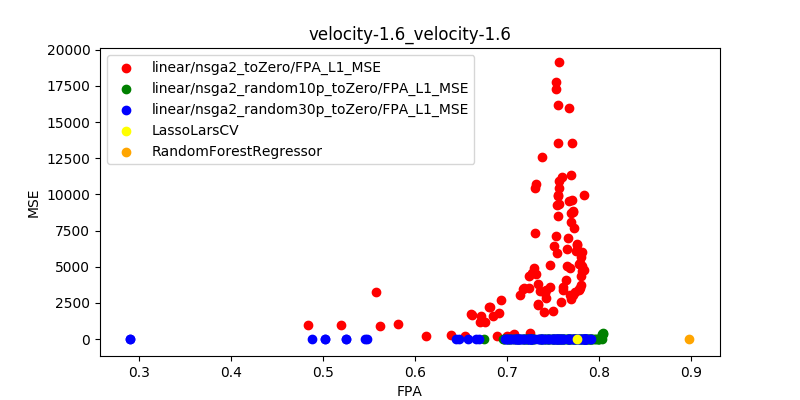 velocity-1.6_velocity-1.6
20000
17500
15000
12500
10000
7500
5000
2500
0
MSE
linear/nsga2_toZero/FPA_L1_MSE
linear/nsga2_random10p_toZero/FPA_L1_MSE
linear/nsga2_random30p_toZero/FPA_L1_MSE
LassoLarsCV
RandomForestRegressor
0.3 0.4 0.5 0.6 0.7 0.8 0.9
FPA